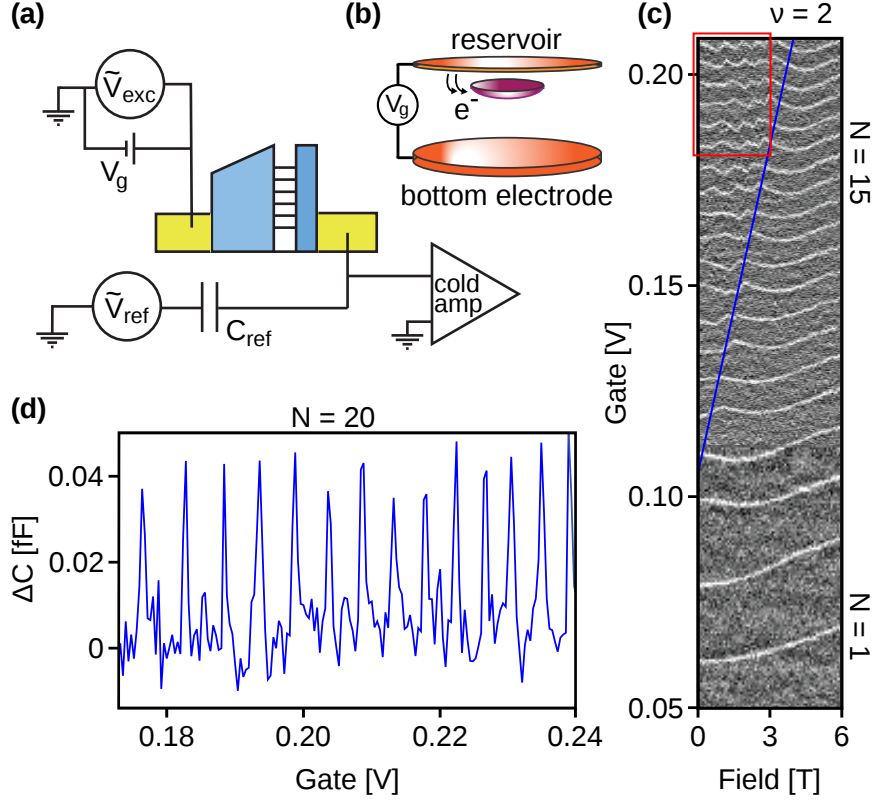 (a)
Ṽexc
Vg
Ṽref
Cref
cold
amp
(b)
reservoir
Vg
e-
bottom electrode
(c)
ν = 2
0.20
0.15
0.10
0.05
Gate [V]
N = 15
N = 1
0 3 6
Field [T]
(d)
N = 20
0.04
0.02
0
ΔC [fF]
0.18 0.20 0.22 0.24
Gate [V]